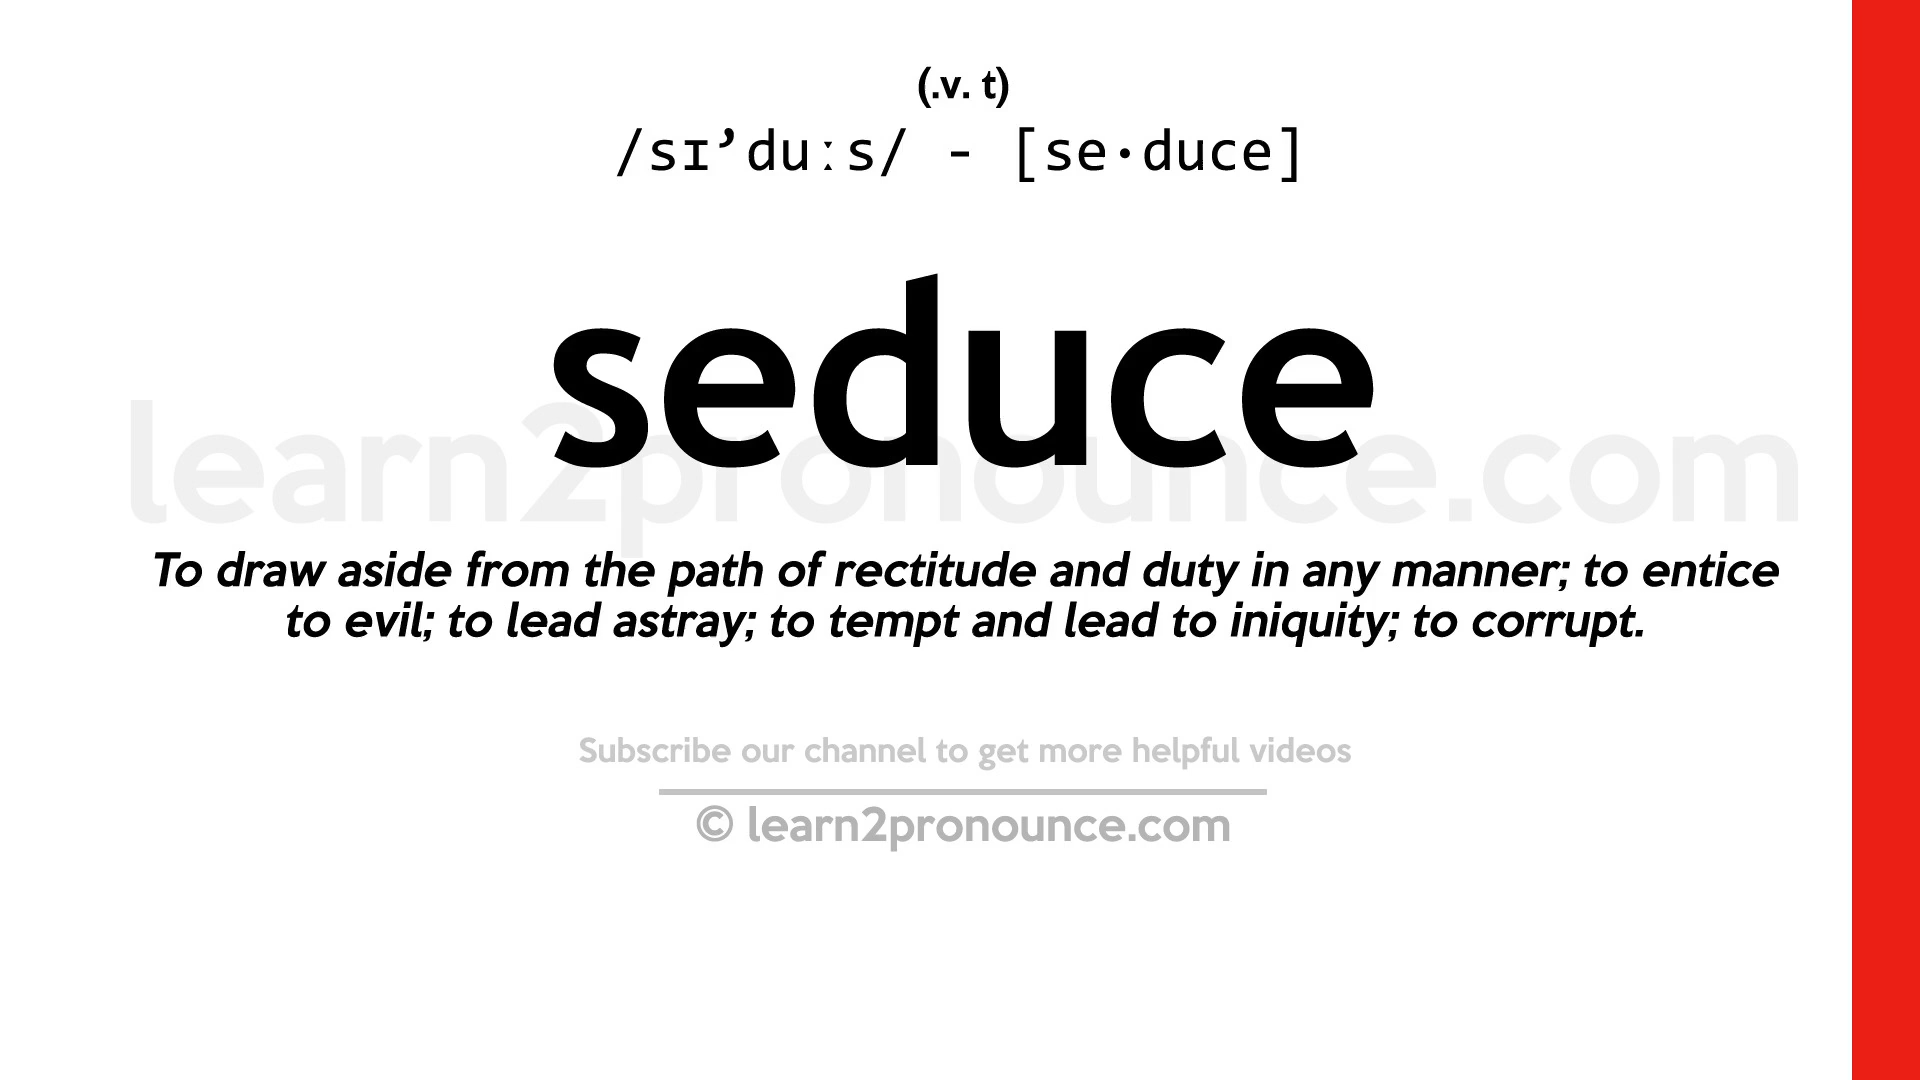 (.v. t)
/sɪ’duːs/ - [se·duce]
seduce
learn2pronounce.com
To draw aside from the path of rectitude and duty in any manner; to entice
to evil; to lead astray; to tempt and lead to iniquity; to corrupt.
Subscribe our channel to get more helpful videos
© learn2pronounce.com